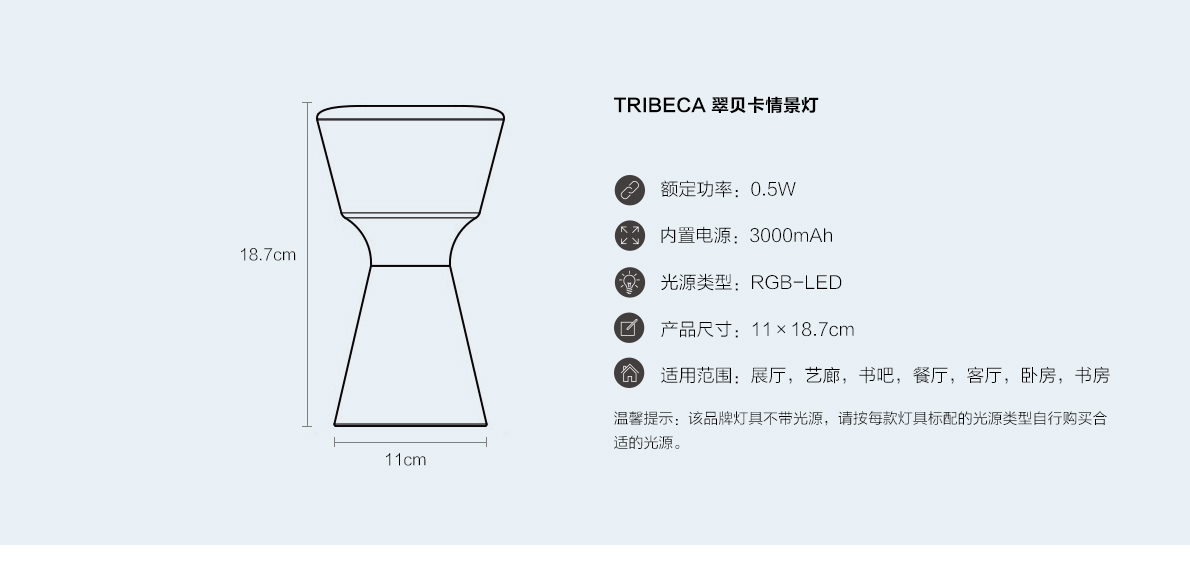 TRIBECA 翠贝卡情景灯
额定功率：0.5W
内置电源：3000mAh
18.7cm
光源类型：RGB-LED
产品尺寸：11×18.7cm
适用范围：展厅，艺廊，书吧，餐厅，客厅，卧房，书房
温馨提示：该品牌灯具不带光源，请按每款灯具标配的光源类型自行购买合
适的光源。
11cm